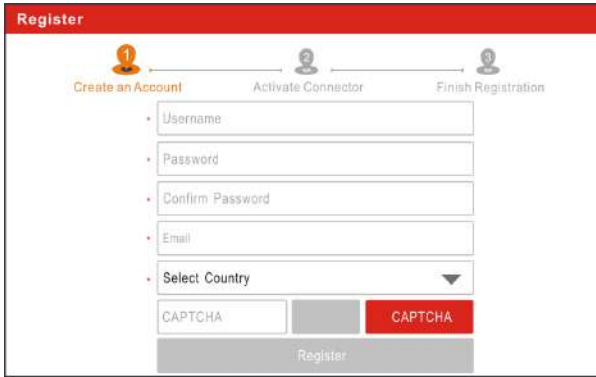 Register
1 2 3
Create an Account Activate Connector Finish Registration
* Username
* Password
* Confirm Password
* Email
* Select Country
CAPTCHA CAPTCHA
Register